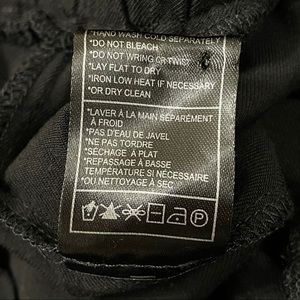 *HAND WASH COLD SEPARATELY
*DO NOT BLEACH
*DO NOT WRING OR TWIST
*LAY FLAT TO DRY
*IRON LOW HEAT IF NECESSARY
*OR DRY CLEAN
*LAVER À LA MAIN SÉPARÉMENT
À FROID
*PAS D'EAU DE JAVEL
*NE PAS TORDRE
*SÉCHAGE À PLAT
*REPASSAGE À BASSE
TEMPÉRATURE SI NÉCESSAIRE
*OU NETTOYAGE À SEC
P